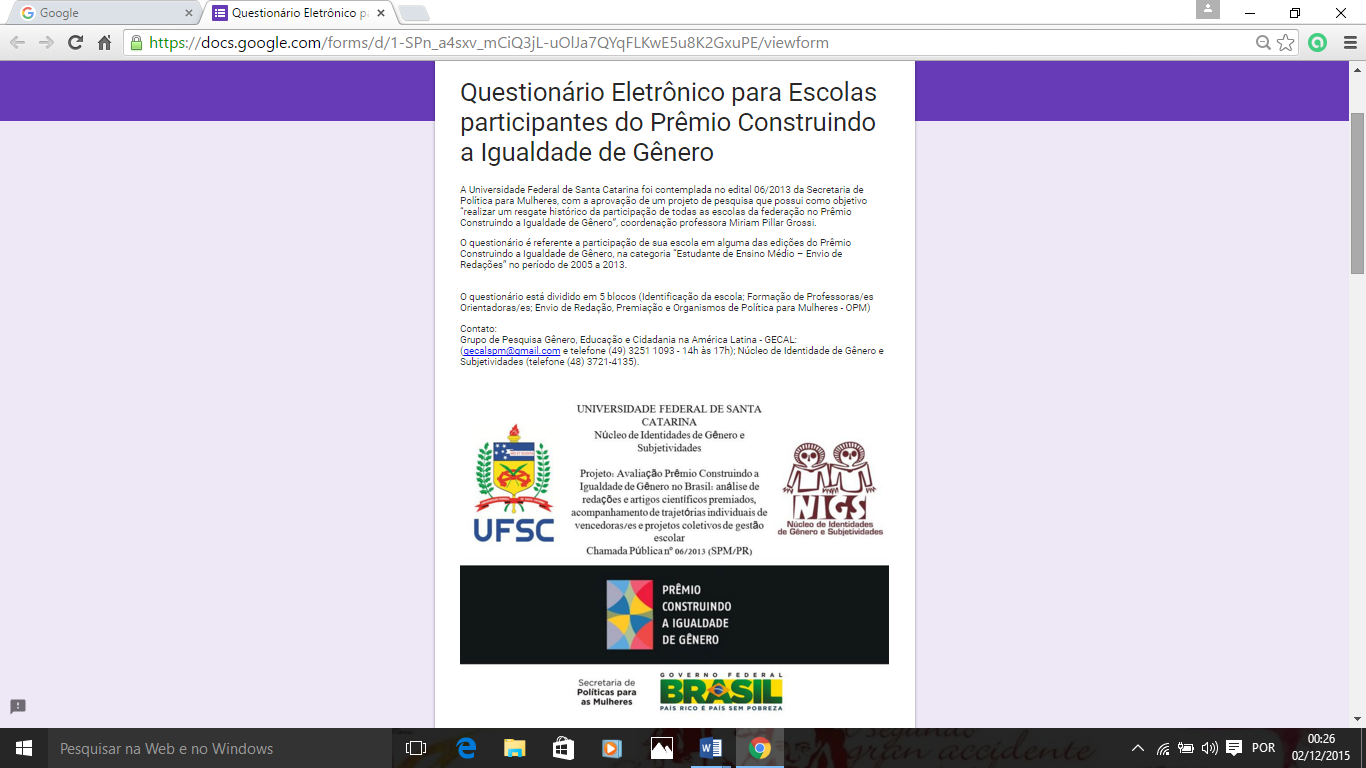 Google
Questionário Eletrônico pa
https://docs.google.com/forms/d/1-SPn_a4sxv_mCiQ3jL-uOlJa7QYqFLKwE5u8K2GxuPE/viewform
Questionário Eletrônico para Escolas
participantes do Prêmio Construindo
a Igualdade de Gênero
A Universidade Federal de Santa Catarina foi contemplada no edital 06/2013 da Secretaria de
Política para Mulheres, com a aprovação de um projeto de pesquisa que possui como objetivo
"realizar um resgate histórico da participação de todas as escolas da federação no Prêmio
Construindo a Igualdade de Gênero", coordenação professora Miriam Pillar Grossi.
O questionário é referente a participação de sua escola em alguma das edições do Prêmio
Construindo a Igualdade de Gênero, na categoria "Estudante de Ensino Médio – Envio de
Redações" no período de 2005 a 2013.
O questionário está dividido em 5 blocos (Identificação da escola; Formação de Professoras/es
Orientadoras/es; Envio de Redação, Premiação e Organismos de Política para Mulheres - OPM)
Contato:
Grupo de Pesquisa Gênero, Educação e Cidadania na América Latina - GECAL:
(gecalspm@gmail.com e telefone (49) 3251 1093 - 14h às 17h); Núcleo de Identidade de Gênero e
Subjetividades (telefone (48) 3721-4135).
UNIVERSIDADE FEDERAL DE SANTA
CATARINA
Núcleo de Identidades de Gênero e
Subjetividades
Projeto: Avaliação Prêmio Construindo a
Igualdade de Gênero no Brasil: análise de
redações e artigos científicos premiados,
acompanhamento de trajetórias individuais de
vencedoras/es e projetos coletivos de gestão
escolar
Chamada Pública nº 06/2013 (SPM/PR)
UFSC
NIGS
Núcleo de Identidades
de Gênero e Subjetividades
PRÊMIO
CONSTRUINDO
A IGUALDADE
DE GÊNERO
Secretaria de
Políticas para
as Mulheres
GOVERNO FEDERAL
BRASIL
PAÍS RICO É PAÍS SEM POBREZA
Pesquisar na Web e no Windows
POR
00:26
02/12/2015